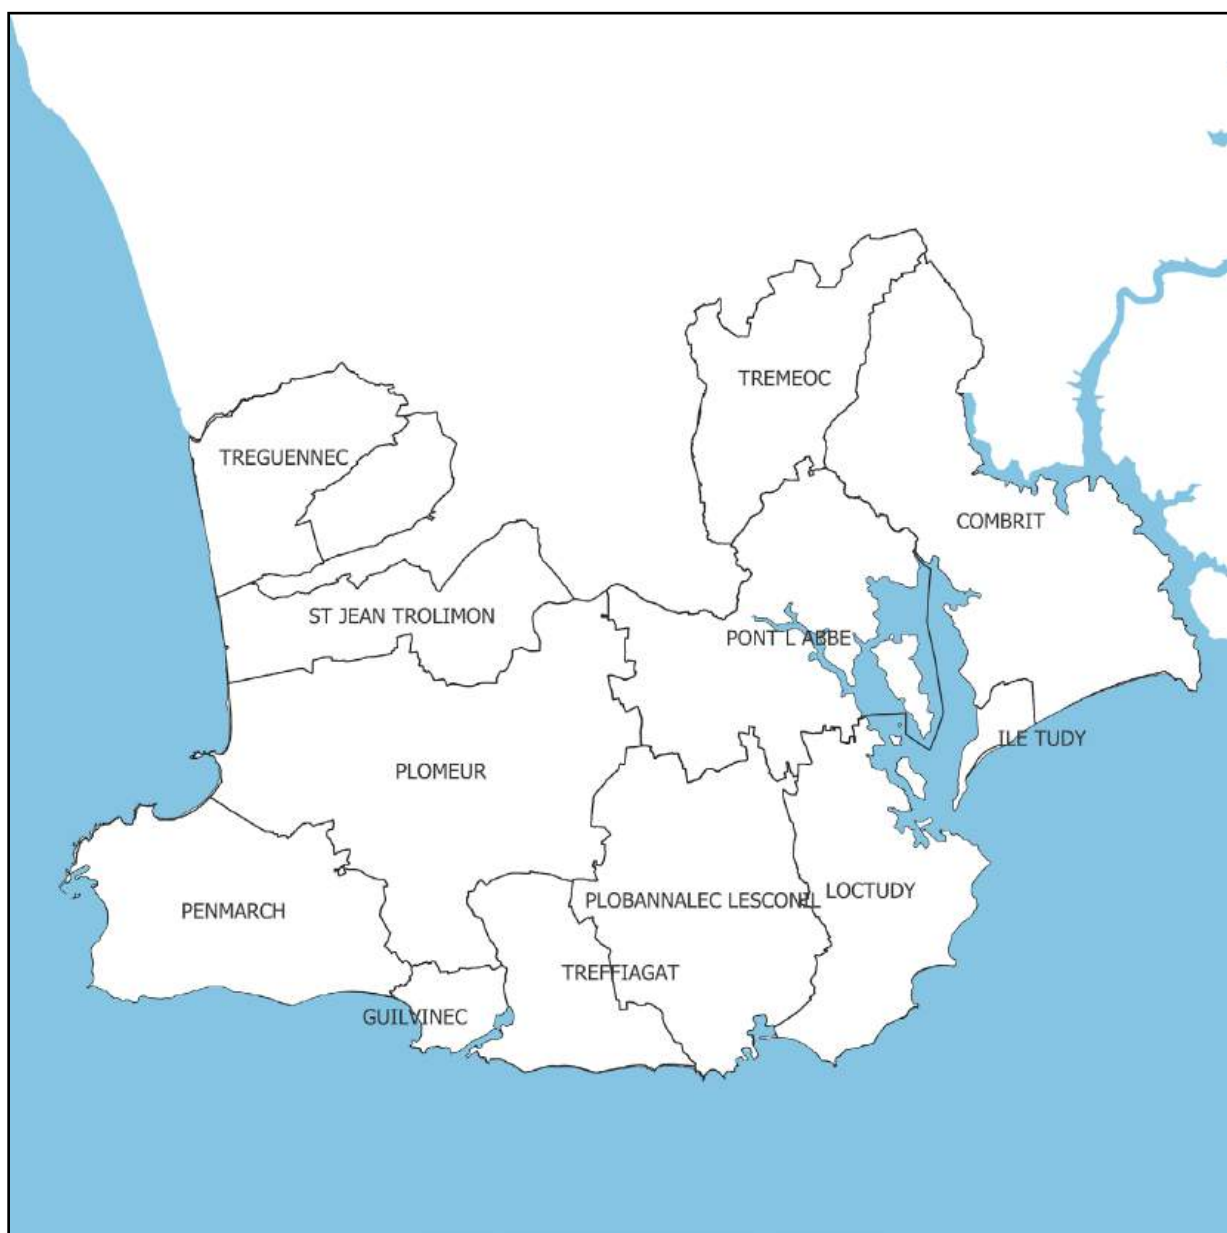 TREMEOC
TREGUENNEC
COMBRIT
ST JEAN TROLIMON
PONT L ABBE
ILE TUDY
PLOMEUR
LOCTUDY
PLOBANNALEC LESCONIL
PENMARCH
TREFFIAGAT
GUILVINEC